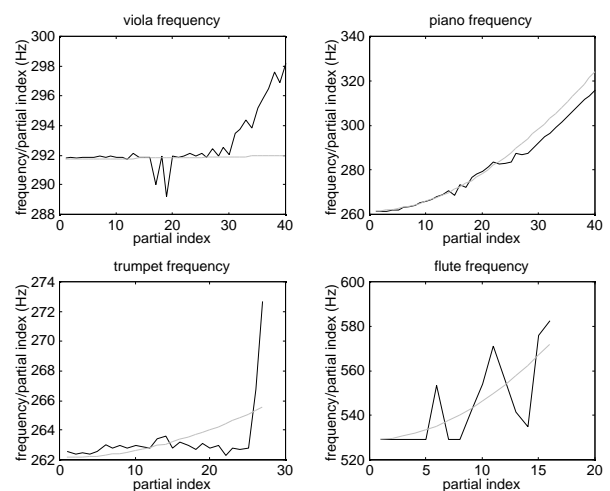 viola frequency
frequency/partial index (Hz)
300
298
296
294
292
290
288
0 10 20 30 40
partial index
piano frequency
frequency/partial index (Hz)
340
320
300
280
260
0 10 20 30 40
partial index
trumpet frequency
frequency/partial index (Hz)
274
272
270
268
266
264
262
0 10 20 30
partial index
flute frequency
frequency/partial index (Hz)
600
580
560
540
520
0 5 10 15 20
partial index